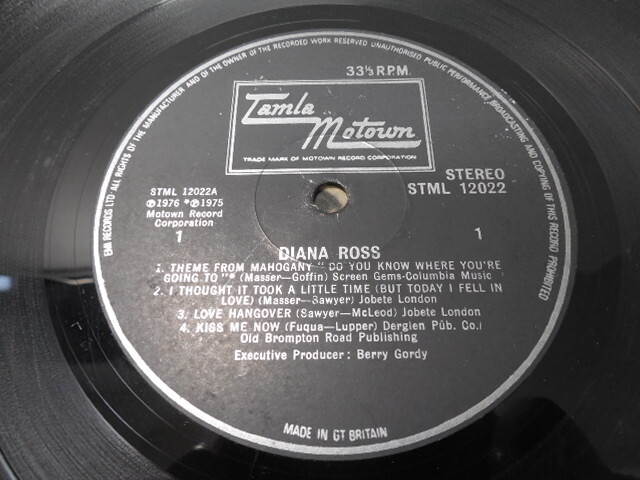 EMI RECORDS LTD ALL RIGHTS OF THE MANUFACTURER AND OF THE OWNER OF THE RECORDED WORK RESERVED UNAUTHORISED PUBLIC PERFORMANCE BROADCASTING AND COPYING OF THIS RECORD PROHIBITED
33⅓ R.P.M.
Tamla
Motown
TRADE MARK OF MOTOWN RECORD CORPORATION
STEREO
STML 12022
STML 12022A
℗1976 *℗1975
Motown Record
Corporation
1
1
DIANA ROSS
1. THEME FROM MAHOGANY "DO YOU KNOW WHERE YOU'RE
GOING TO"* (Masser—Goffin) Screen Gems-Columbia Music
2. I THOUGHT IT TOOK A LITTLE TIME (BUT TODAY I FELL IN
LOVE) (Masser—Sawyer) Jobete London
3. LOVE HANGOVER (Sawyer—McLeod) Jobete London
4. KISS ME NOW (Fuqua—Lupper) Dergien Pub. Co./
Old Brompton Road Publishing
Executive Producer: Berry Gordy
MADE IN GT BRITAIN